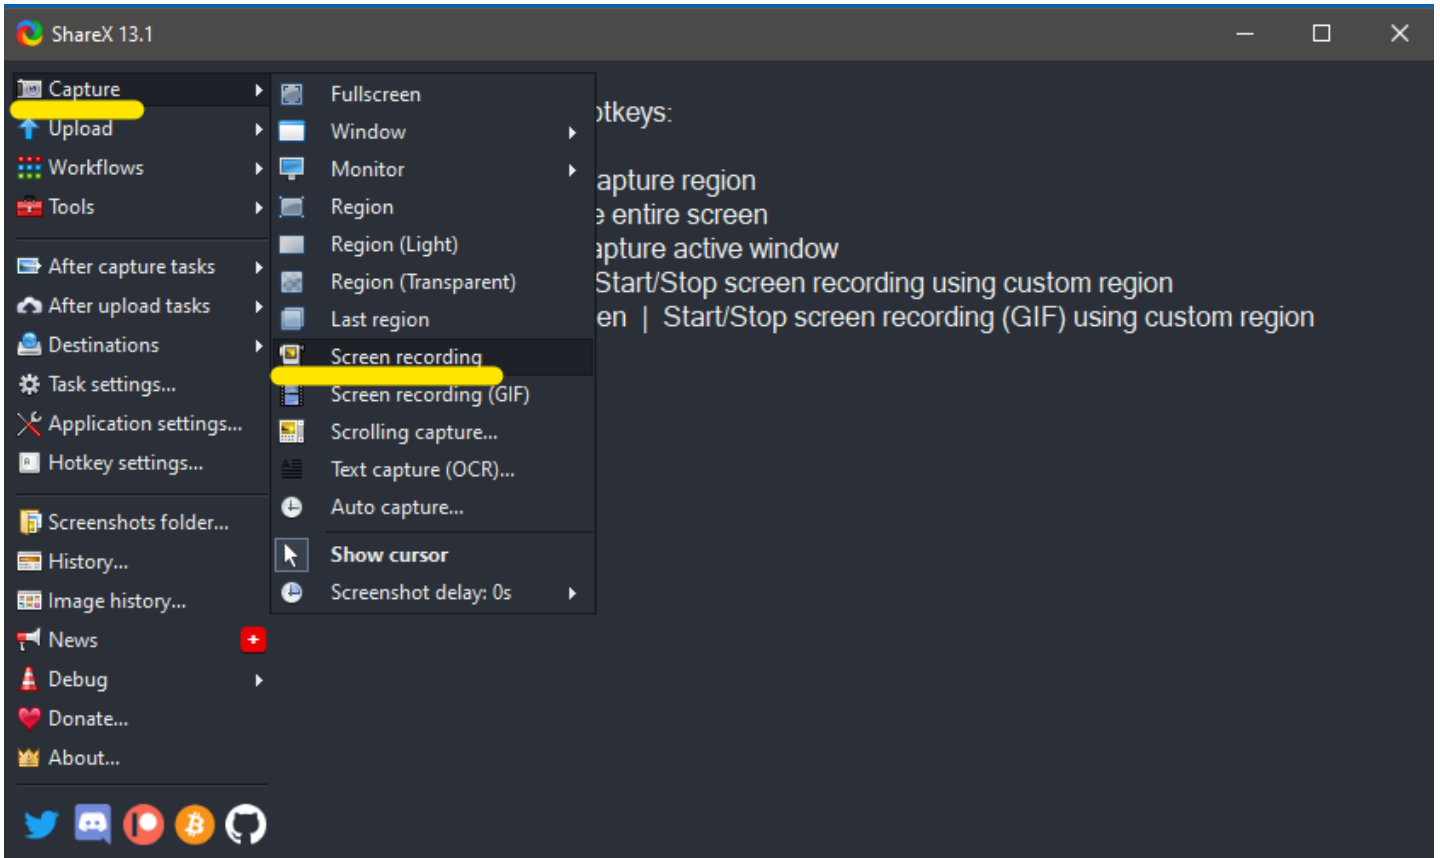 ShareX 13.1
Capture
Upload
Workflows
Tools
After capture tasks
After upload tasks
Destinations
Task settings...
Application settings...
Hotkey settings...
Screenshots folder...
History...
Image history...
News
Debug
Donate...
About...
Fullscreen
Window
Monitor
Region
Region (Light)
Region (Transparent)
Last region
Screen recording
Screen recording (GIF)
Scrolling capture...
Text capture (OCR)...
Auto capture...
Show cursor
Screenshot delay: 0s
otkeys:
apture region
e entire screen
apture active window
Start/Stop screen recording using custom region
en | Start/Stop screen recording (GIF) using custom region